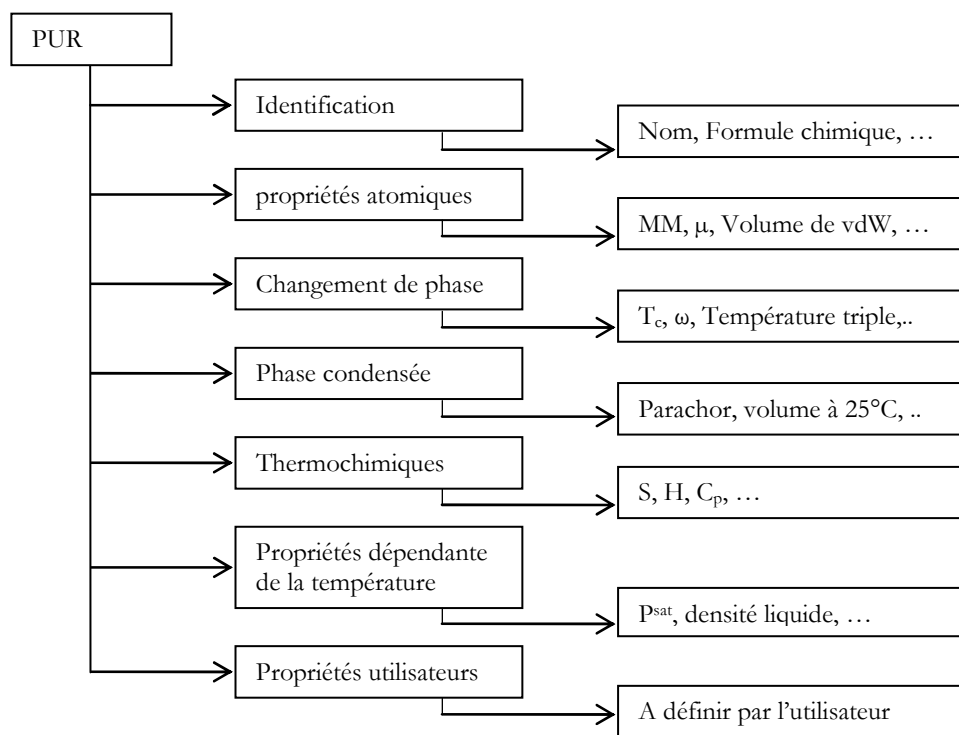 PUR
Identification
Nom, Formule chimique, …
propriétés atomiques
MM, μ, Volume de vdW, …
Changement de phase
Tc, ω, Température triple,..
Phase condensée
Parachor, volume à 25°C, ..
Thermochimiques
S, H, Cp, …
Propriétés dépendante
de la température
Psat, densité liquide, …
Propriétés utilisateurs
A définir par l’utilisateur